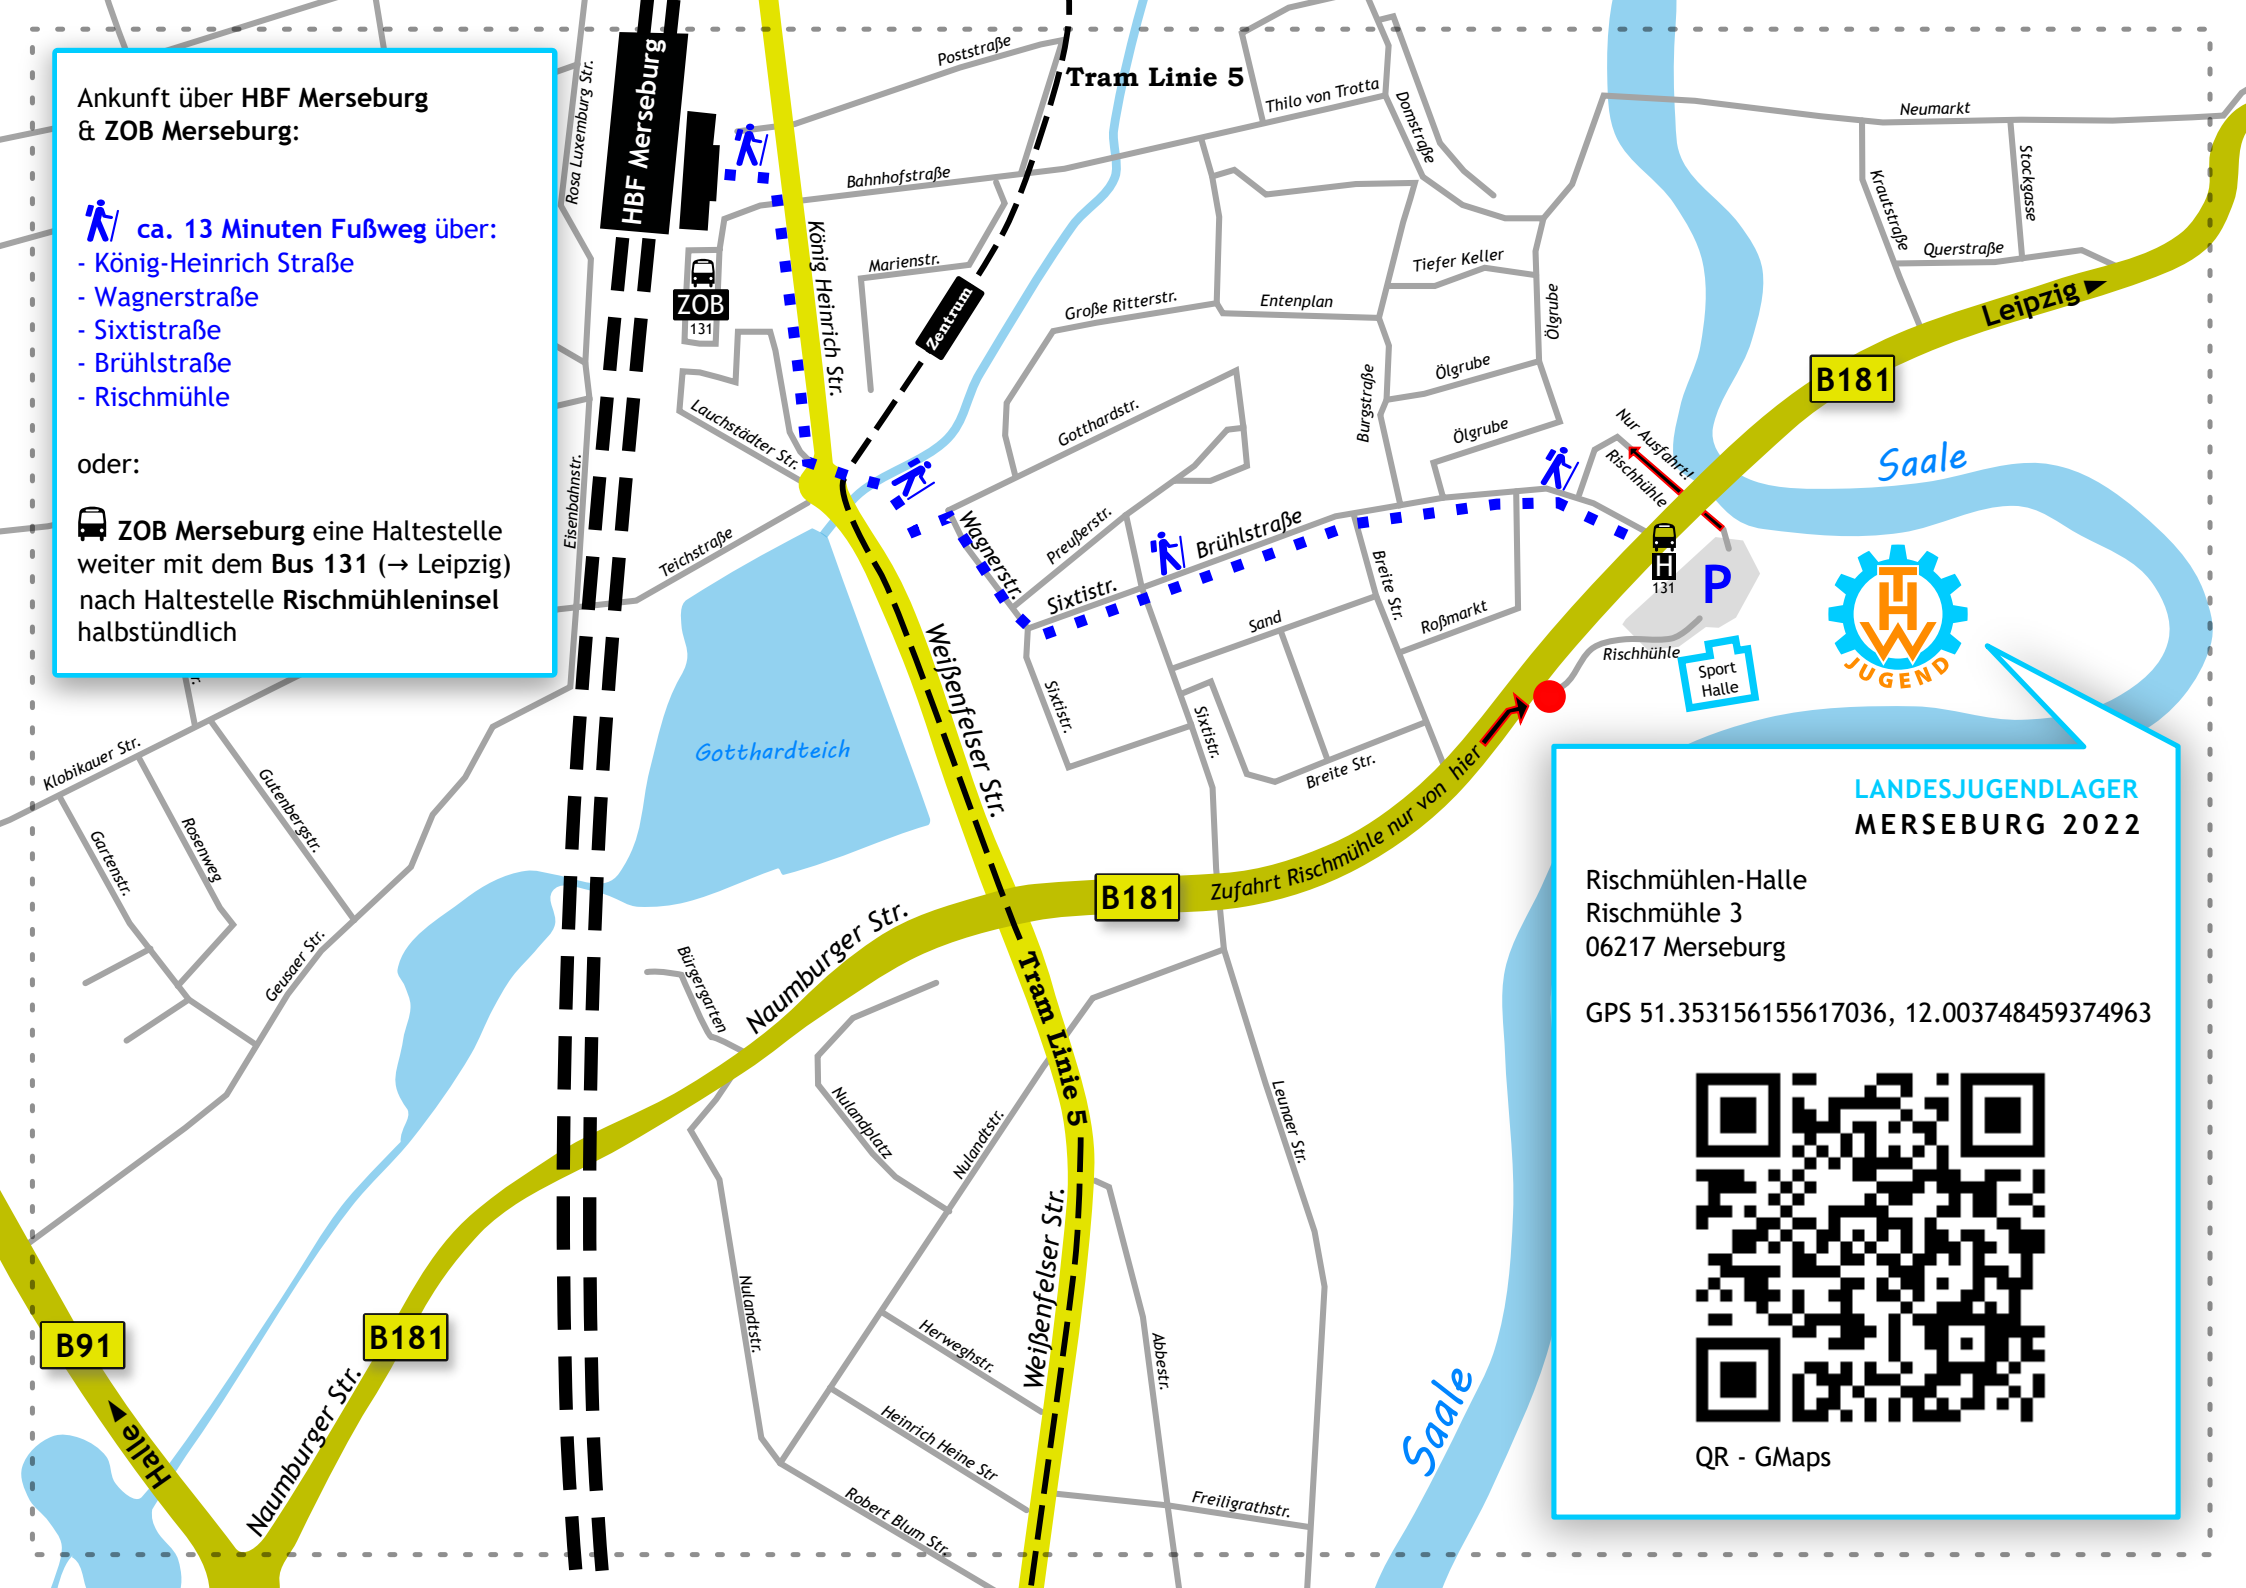 Ankunft über HBF Merseburg
& ZOB Merseburg:
ca. 13 Minuten Fußweg über:
- König-Heinrich Straße
- Wagnerstraße
- Sixtistraße
- Brühlstraße
- Rischmühle
oder:
ZOB Merseburg eine Haltestelle
weiter mit dem Bus 131 (→ Leipzig)
nach Haltestelle Rischmühleninsel
halbstündlich
Rosa Luxemburg Str.
HBF Merseburg
Poststraße
Tram Linie 5
Thilo von Trotta
Domstraße
Neumarkt
Krautstraße
Stockgasse
Querstraße
Bahnhofstraße
König Heinrich Str.
Marienstr.
ZOB
131
Zentrum
Große Ritterstr.
Entenplan
Tiefer Keller
Ölgrube
Leipzig
B181
Lauchstädter Str.
Gotthardstr.
Burgstraße
Ölgrube
Ölgrube
Nur Ausfahrt!
Rischhühle
Saale
Eisenbahnstr.
Teichstraße
Wagnerstr.
Preußerstr.
Brühlstraße
Sixtistr.
Breite Str.
Roßmarkt
Sand
H
131
P
THW
JUGEND
Rischhühle
Sport
Halle
Weißenfelser Str.
Sixtistr.
Sixtistr.
Breite Str.
Gotthardteich
r.
Klobikauer Str.
Gutenbergstr.
Rosenweg
Gartenstr.
Geusaer Str.
Zufahrt Rischmühle nur von hier
B181
Naumburger Str.
Bürgergarten
Tram Linie 5
Nulandplatz
Nulandtstr.
Leunaer Str.
Weißenfelser Str.
Nulandtstr.
Herweghstr.
Abbestr.
Heinrich Heine Str
Robert Blum Str.
Freiligrathstr.
Saale
B91
B181
Halle
Naumburger Str.
LANDESJUGENDLAGER
MERSEBURG 2022
Rischmühlen-Halle
Rischmühle 3
06217 Merseburg
GPS 51.353156155617036, 12.003748459374963
QR - GMaps